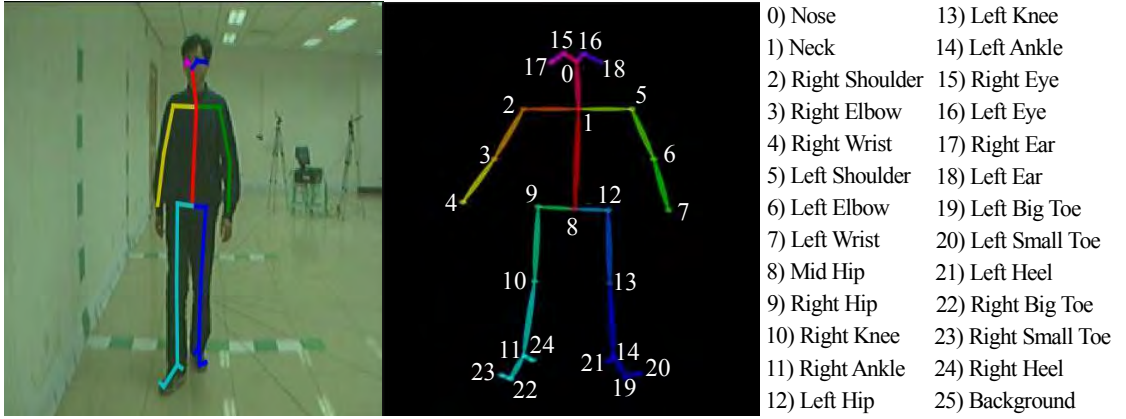 15 16
17 0 18
2 1 5
3 6
4 9 12 7
8
10 13
11 24 21 14
23 22 19 20
0) Nose
1) Neck
2) Right Shoulder
3) Right Elbow
4) Right Wrist
5) Left Shoulder
6) Left Elbow
7) Left Wrist
8) Mid Hip
9) Right Hip
10) Right Knee
11) Right Ankle
12) Left Hip
13) Left Knee
14) Left Ankle
15) Right Eye
16) Left Eye
17) Right Ear
18) Left Ear
19) Left Big Toe
20) Left Small Toe
21) Left Heel
22) Right Big Toe
23) Right Small Toe
24) Right Heel
25) Background